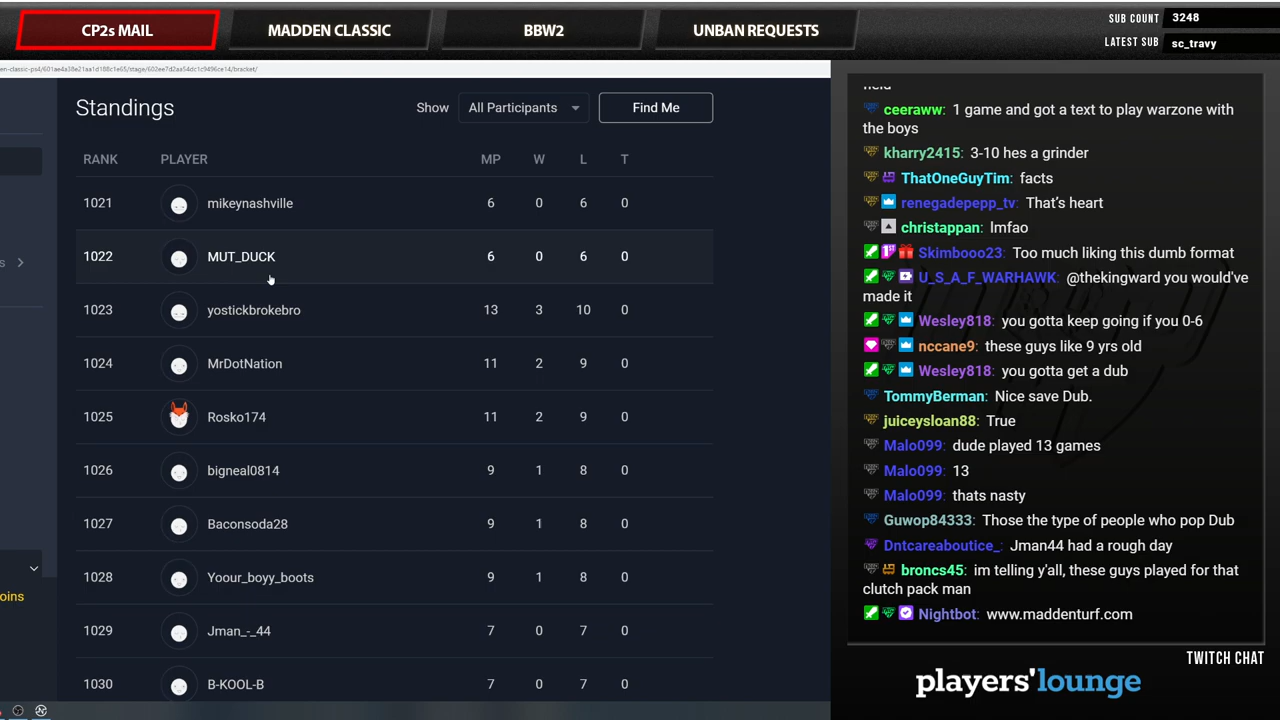 CP2s MAIL
MADDEN CLASSIC
BBW2
UNBAN REQUESTS
SUB COUNT 3248
LATEST SUB sc_travy
Standings
Show All Participants Find Me
RANK PLAYER MP W L T
1021 mikeynashville 6 0 6 0
1022 MUT_DUCK 6 0 6 0
1023 yostickbrokebro 13 3 10 0
1024 MrDotNation 11 2 9 0
1025 Rosko174 11 2 9 0
1026 bigneal0814 9 1 8 0
1027 Baconsoda28 9 1 8 0
1028 Yoour_boyy_boots 9 1 8 0
1029 Jman_-_44 7 0 7 0
1030 B-KOOL-B 7 0 7 0
s
oins
ceeraww: 1 game and got a text to play warzone with
the boys
kharry2415: 3-10 hes a grinder
ThatOneGuyTim: facts
renegadepepp_tv: That's heart
christappan: lmfao
Skimbooo23: Too much liking this dumb format
U_S_A_F_WARHAWK: @thekingward you would've
made it
Wesley818: you gotta keep going if you 0-6
nccane9: these guys like 9 yrs old
Wesley818: you gotta get a dub
TommyBerman: Nice save Dub.
juiceysloan88: True
Malo099: dude played 13 games
Malo099: 13
Malo099: thats nasty
Guwop84333: Those the type of people who pop Dub
Dntcareaboutice_: Jman44 had a rough day
broncs45: im telling y'all, these guys played for that
clutch pack man
Nightbot: www.maddenturf.com
TWITCH CHAT
players'lounge